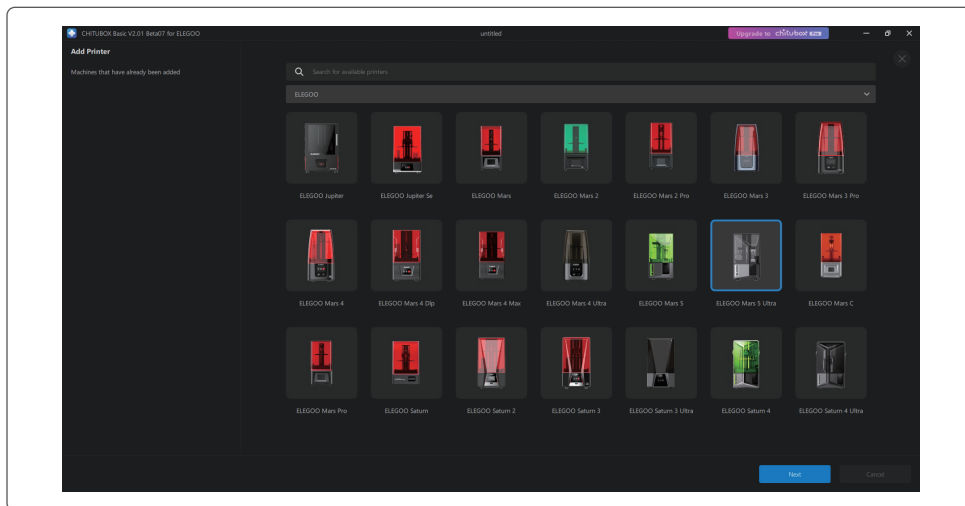 CHITUBOX Basic V2.01 Beta07 for ELEGOO untitled Upgrade to chitubox PRO
Add Printer
Machines that have already been added
Search for available printers
ELEGOO
ELEGOO Jupiter ELEGOO Jupiter Se ELEGOO Mars ELEGOO Mars 2 ELEGOO Mars 2 Pro ELEGOO Mars 3 ELEGOO Mars 3 Pro
ELEGOO Mars 4 ELEGOO Mars 4 Dlp ELEGOO Mars 4 Max ELEGOO Mars 4 Ultra ELEGOO Mars 5 ELEGOO Mars 5 Ultra ELEGOO Mars C
ELEGOO Mars Pro ELEGOO Saturn ELEGOO Saturn 2 ELEGOO Saturn 3 ELEGOO Saturn 3 Ultra ELEGOO Saturn 4 ELEGOO Saturn 4 Ultra
Next Cancel